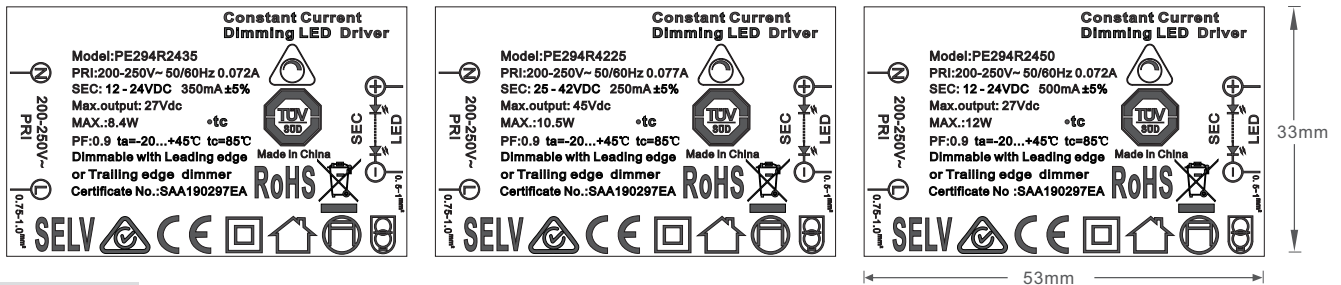 Constant Current
Dimming LED Driver
Model:PE294R2435
PRI:200-250V~ 50/60Hz 0.072A
SEC: 12 - 24VDC 350mA ±5%
Max.output: 27Vdc
MAX.:8.4W •tc
PF:0.9 ta=-20...+45℃ tc=85℃
Dimmable with Leading edge
or Trailing edge dimmer
Certificate No.:SAA190297EA
N
200-250V~
PRI
L
0.75-1.0mm²
TÜV
SÜD
Made in China
RoHS
SEC
LED
0.5-1mm²
SELV
CE
Constant Current
Dimming LED Driver
Model:PE294R4225
PRI:200-250V~ 50/60Hz 0.077A
SEC: 25 - 42VDC 250mA ±5%
Max.output: 45Vdc
MAX.:10.5W •tc
PF:0.9 ta=-20...+45℃ tc=85℃
Dimmable with Leading edge
or Trailing edge dimmer
Certificate No.:SAA190297EA
N
200-250V~
PRI
L
0.75-1.0mm²
TÜV
SÜD
Made in China
RoHS
SEC
LED
0.5-1mm²
SELV
CE
Constant Current
Dimming LED Driver
Model:PE294R2450
PRI:200-250V~ 50/60Hz 0.072A
SEC: 12 - 24VDC 500mA ±5%
Max.output: 27Vdc
MAX.:12W •tc
PF:0.9 ta=-20...+45℃ tc=85℃
Dimmable with Leading edge
or Trailing edge dimmer
Certificate No.:SAA190297EA
N
200-250V~
PRI
L
0.75-1.0mm²
TÜV
SÜD
Made in China
RoHS
SEC
LED
0.5-1mm²
SELV
CE
33mm
53mm